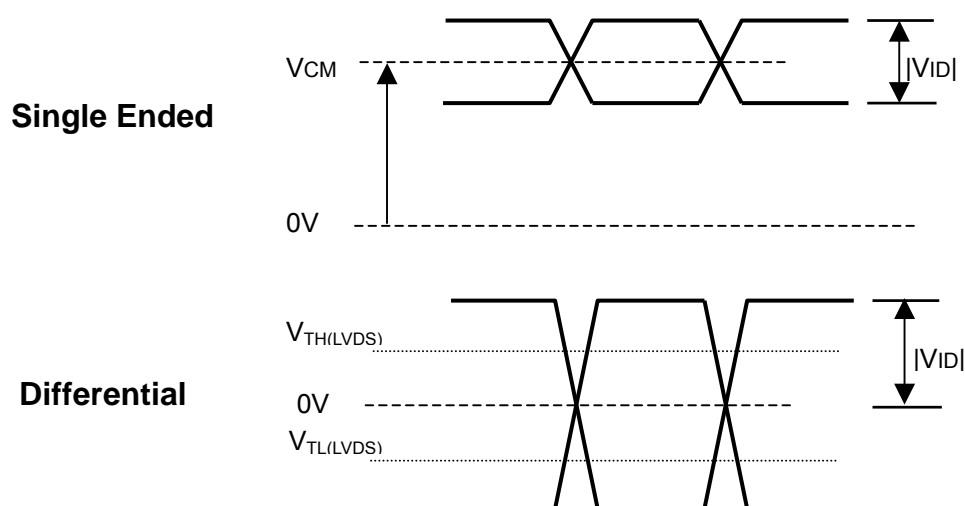 VCM
|VID|
Single Ended
0V
VTH(LVDS)
|VID|
Differential
0V
VTL(LVDS)